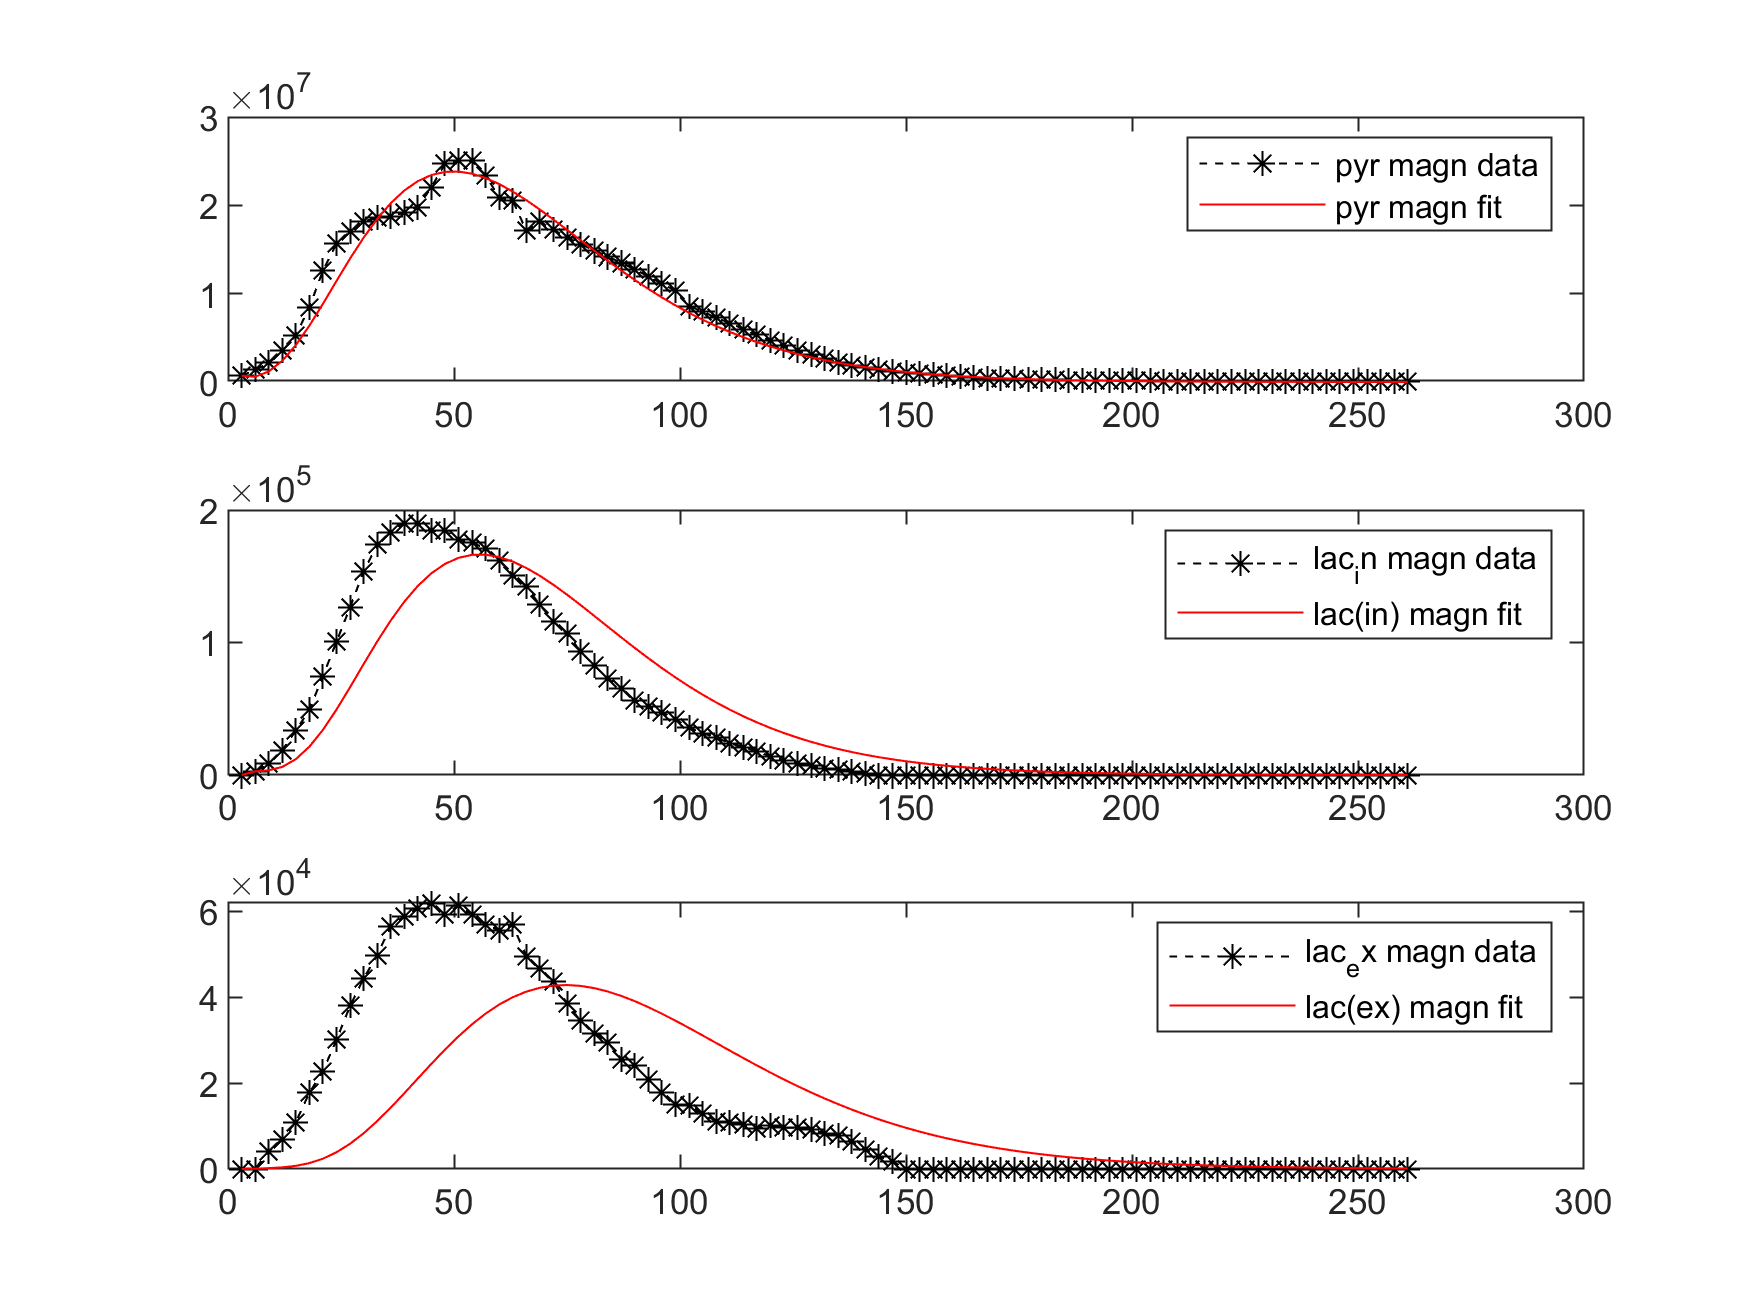 ×10^7
3
2
1
0
0 50 100 150 200 250 300
pyr magn data
pyr magn fit
×10^5
2
1
0
0 50 100 150 200 250 300
lac_in magn data
lac(in) magn fit
×10^4
6
4
2
0
0 50 100 150 200 250 300
lac_ex magn data
lac(ex) magn fit